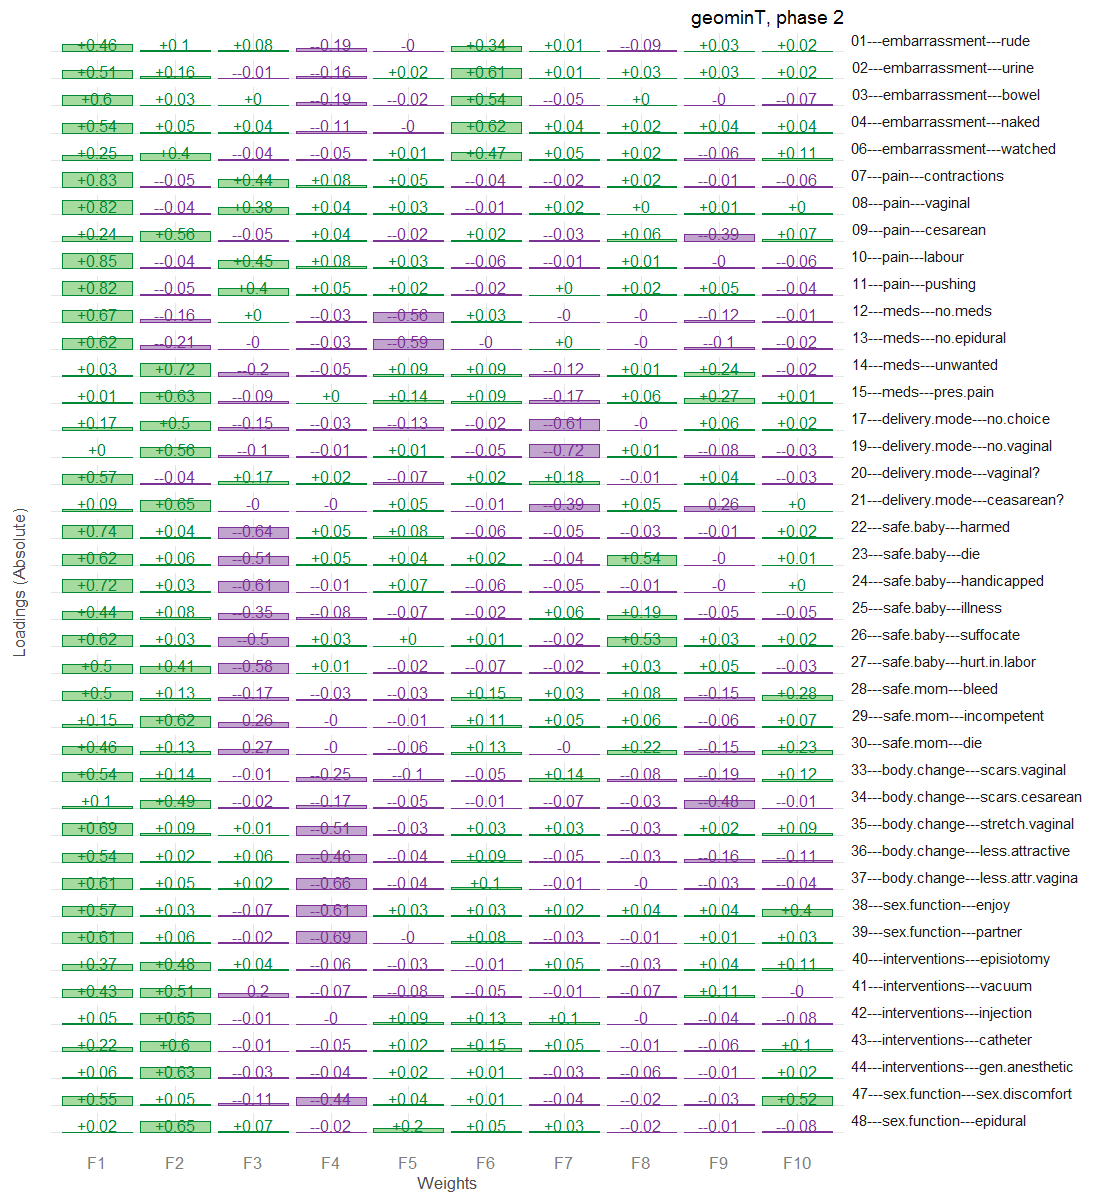 geominT, phase 2
+0.46 +0.1 +0.08 --0.19 -0 +0.34 +0.01 --0.09 +0.03 +0.02 01---embarrassment---rude
+0.51 +0.16 --0.01 --0.16 +0.02 +0.61 +0.01 +0.03 +0.03 +0.02 02---embarrassment---urine
+0.6 +0.03 +0 --0.19 --0.02 +0.54 --0.05 +0 -0 --0.07 03---embarrassment---bowel
+0.54 +0.05 +0.04 --0.11 -0 +0.62 +0.04 +0.02 +0.04 +0.04 04---embarrassment---naked
+0.25 +0.4 --0.04 --0.05 +0.01 +0.47 +0.05 +0.02 --0.06 +0.11 06---embarrassment---watched
+0.83 --0.05 +0.44 +0.08 +0.05 --0.04 --0.02 +0.02 --0.01 --0.06 07---pain---contractions
+0.82 --0.04 +0.38 +0.04 +0.03 --0.01 +0.02 +0 +0.01 +0 08---pain---vaginal
+0.24 +0.56 --0.05 +0.04 --0.02 +0.02 --0.03 +0.06 --0.39 +0.07 09---pain---cesarean
+0.85 --0.04 +0.45 +0.08 +0.03 --0.06 --0.01 +0.01 -0 --0.06 10---pain---labour
+0.82 --0.05 +0.4 +0.05 +0.02 --0.02 +0 +0.02 +0.05 --0.04 11---pain---pushing
+0.67 --0.16 +0 --0.03 --0.56 +0.03 -0 -0 --0.12 --0.01 12---meds---no.meds
+0.62 --0.21 -0 --0.03 --0.59 -0 +0 -0 --0.1 --0.02 13---meds---no.epidural
+0.03 +0.72 --0.2 --0.05 +0.09 +0.09 --0.12 +0.01 +0.24 --0.02 14---meds---unwanted
+0.01 +0.63 --0.09 +0 +0.14 +0.09 --0.17 +0.06 +0.27 +0.01 15---meds---pres.pain
+0.17 +0.5 --0.15 --0.03 --0.13 --0.02 --0.61 -0 +0.06 +0.02 17---delivery.mode---no.choice
+0 +0.56 --0.1 --0.01 +0.01 --0.02 --0.72 +0.01 --0.08 --0.03 19---delivery.mode---no.vaginal
+0.57 --0.04 +0.17 +0.02 --0.07 +0.02 +0.18 --0.01 +0.04 --0.03 20---delivery.mode---vaginal?
+0.09 +0.65 -0 -0 +0.05 --0.01 --0.39 +0.05 --0.26 +0 21---delivery.mode---ceasarean?
+0.74 +0.04 --0.64 +0.05 +0.08 --0.06 --0.05 --0.03 --0.01 +0.02 22---safe.baby---harmed
+0.62 +0.06 --0.51 +0.05 +0.04 +0.02 --0.04 +0.54 -0 +0.01 23---safe.baby---die
+0.72 +0.03 --0.61 --0.01 +0.07 --0.06 --0.05 --0.01 -0 +0 24---safe.baby---handicapped
+0.44 +0.08 --0.35 --0.08 --0.07 --0.02 +0.06 +0.19 --0.05 --0.05 25---safe.baby---illness
+0.62 +0.03 --0.5 +0.03 +0 +0.01 --0.02 +0.53 +0.03 +0.02 26---safe.baby---suffocate
+0.5 +0.41 --0.58 +0.01 --0.02 --0.07 --0.02 +0.03 +0.05 --0.03 27---safe.baby---hurt.in.labor
+0.5 +0.13 --0.17 --0.03 --0.03 +0.15 +0.03 +0.08 --0.15 +0.28 28---safe.mom---bleed
+0.15 +0.62 --0.26 -0 --0.01 +0.11 +0.05 +0.06 --0.06 +0.07 29---safe.mom---incompetent
+0.46 +0.13 --0.27 -0 --0.06 +0.13 -0 +0.22 --0.15 +0.23 30---safe.mom---die
+0.54 +0.14 --0.01 --0.25 --0.1 --0.05 +0.14 --0.08 --0.19 +0.12 33---body.change---scars.vaginal
+0.1 +0.49 --0.02 --0.17 --0.05 --0.01 --0.07 --0.03 --0.48 --0.01 34---body.change---scars.cesarean
+0.69 +0.09 +0.01 --0.51 --0.03 +0.03 +0.03 --0.03 +0.02 +0.09 35---body.change---stretch.vaginal
+0.54 +0.02 +0.06 --0.46 --0.04 +0.09 --0.05 --0.03 --0.16 --0.11 36---body.change---less.attractive
+0.61 +0.05 +0.02 --0.66 --0.04 +0.1 --0.01 -0 --0.03 --0.04 37---body.change---less.attr.vagina
+0.57 +0.03 --0.07 --0.61 +0.03 +0.03 +0.02 +0.04 +0.04 +0.4 38---sex.function---enjoy
+0.61 +0.06 --0.02 --0.69 -0 +0.08 --0.03 --0.01 +0.01 +0.03 39---sex.function---partner
+0.37 +0.48 +0.04 --0.06 --0.03 --0.01 +0.05 --0.03 +0.04 +0.11 40---interventions---episiotomy
+0.43 +0.51 --0.2 --0.07 --0.08 --0.05 --0.01 --0.07 +0.11 -0 41---interventions---vacuum
+0.05 +0.65 --0.01 -0 +0.09 +0.13 +0.1 -0 --0.04 --0.08 42---interventions---injection
+0.22 +0.6 --0.01 --0.05 +0.02 +0.15 +0.05 --0.01 --0.06 +0.1 43---interventions---catheter
+0.06 +0.63 --0.03 --0.04 +0.02 +0.01 --0.03 --0.06 --0.01 +0.02 44---interventions---gen.anesthetic
+0.55 +0.05 --0.11 --0.44 +0.04 +0.01 --0.04 --0.02 --0.03 +0.52 47---sex.function---sex.discomfort
+0.02 +0.65 +0.07 --0.02 +0.2 +0.05 +0.03 --0.02 --0.01 --0.08 48---sex.function---epidural
F1 F2 F3 F4 F5 F6 F7 F8 F9 F10
Weights
Loadings (Absolute)